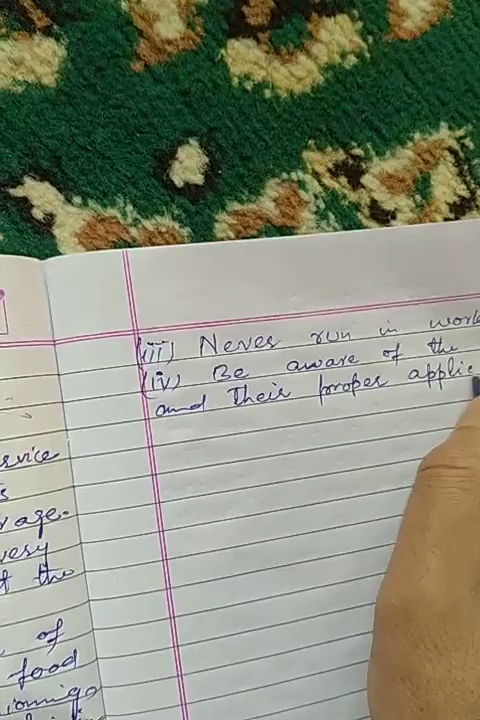 (iii) Never run in work
(iv) Be aware of the
and Their proper applic
ervice
s
r age.
very
f the
of
food